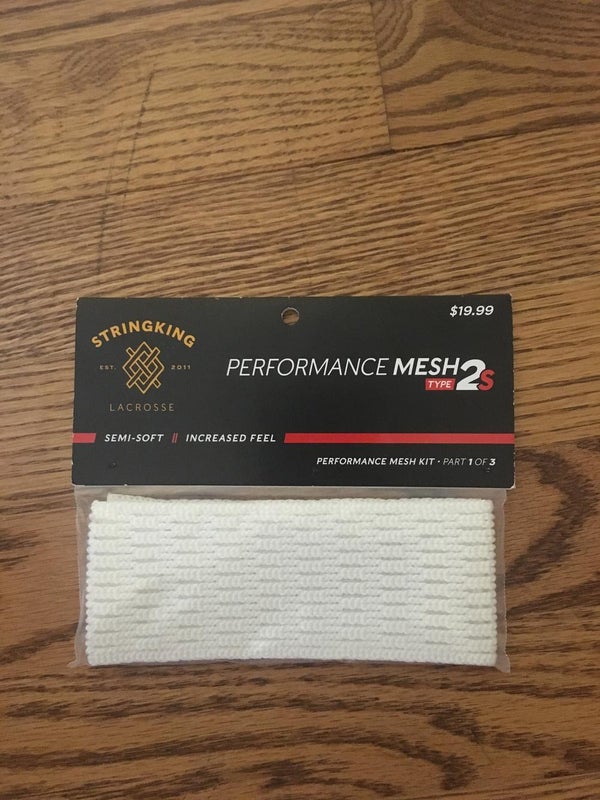 $19.99
STRINGKING
EST. 2011
LACROSSE
PERFORMANCE MESH
TYPE 2S
SEMI-SOFT || INCREASED FEEL
PERFORMANCE MESH KIT • PART 1 OF 3